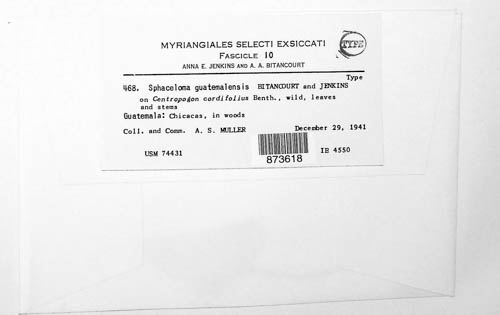 MYRIANGIALES SELECTI EXSICCATI
FASCICLE 10
TYPE
ANNA E. JENKINS AND A. A. BITANCOURT
Type
468. Sphaceloma guatemalensis BITANCOURT and JENKINS
on Centropogon cordifolius Benth., wild, leaves
and stems
Guatemala: Chicacas, in woods
Coll. and Comm. A. S. MULLER December 29, 1941
USM 74431
873618
IB 4550